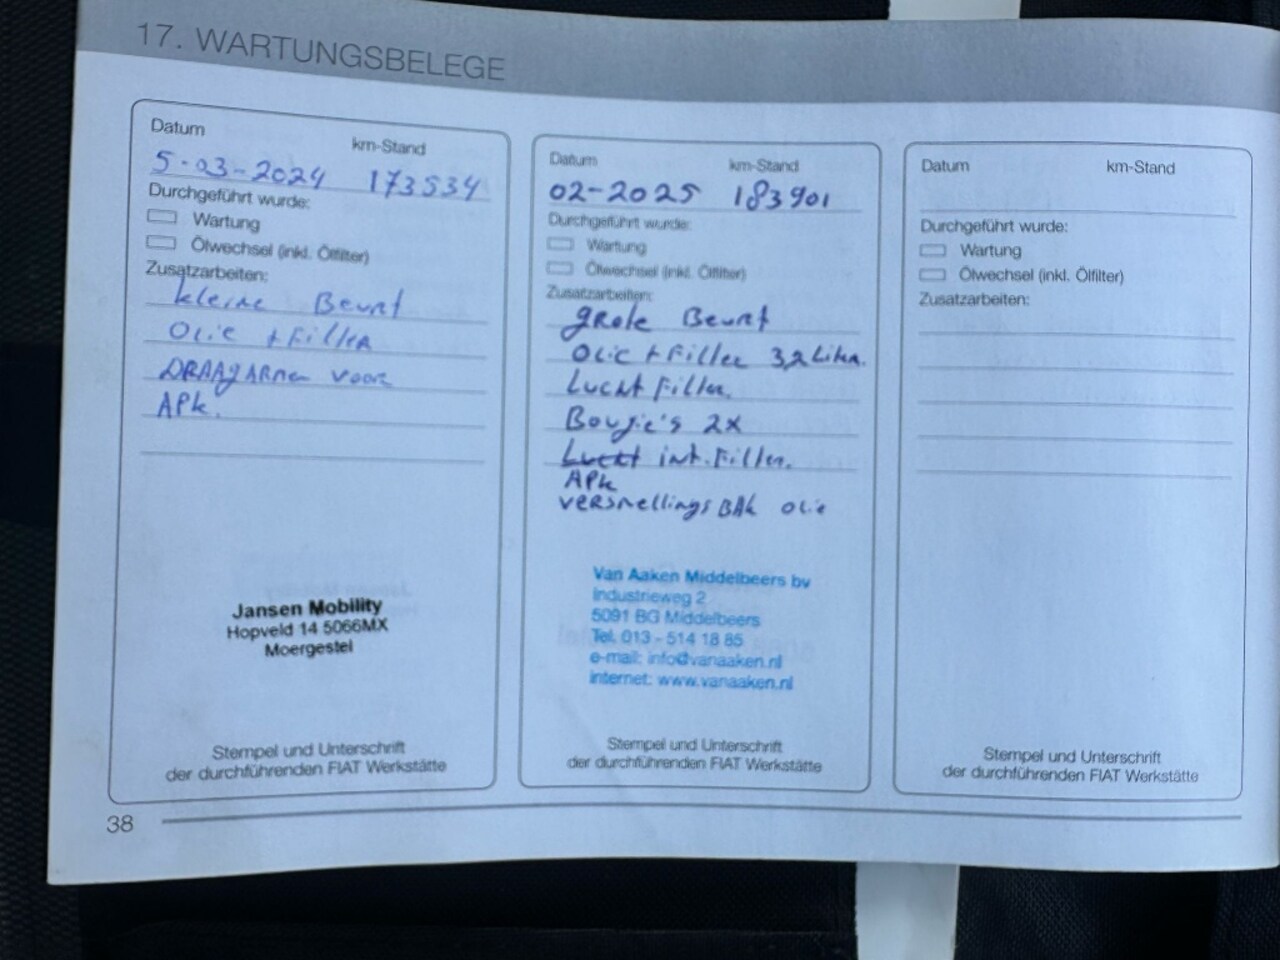 17. WARTUNGSBELEGE
Datum
km-Stand
5-03-2024 173534
Durchgeführt wurde:
Wartung
Ölwechsel (inkl. Ölfilter)
Zusatzarbeiten:
kleine Beurt
Olie + Filter
DRAAgARmen voor
APk.
Jansen Mobility
Hopveld 14 5066MX
Moergestel
Stempel und Unterschrift
der durchführenden FIAT Werkstätte
Datum
km-Stand
02-2025 183901
Durchgeführt wurde:
Wartung
Ölwechsel (inkl. Ölfilter)
Zusatzarbeiten:
grote Beurt
Olie + Filter 3,2 Liter.
Lucht Filter.
Bougie's 2x
Lucht int. Filter.
APk
versnellingsBAk olie
Van Aaken Middelbeers bv
Industrieweg 2
5091 BG Middelbeers
Tel: 013 - 514 18 85
e-mail: info@vanaaken.nl
internet: www.vanaaken.nl
Stempel und Unterschrift
der durchführenden FIAT Werkstätte
Datum
km-Stand
Durchgeführt wurde:
Wartung
Ölwechsel (inkl. Ölfilter)
Zusatzarbeiten:
Stempel und Unterschrift
der durchführenden FIAT Werkstätte
38